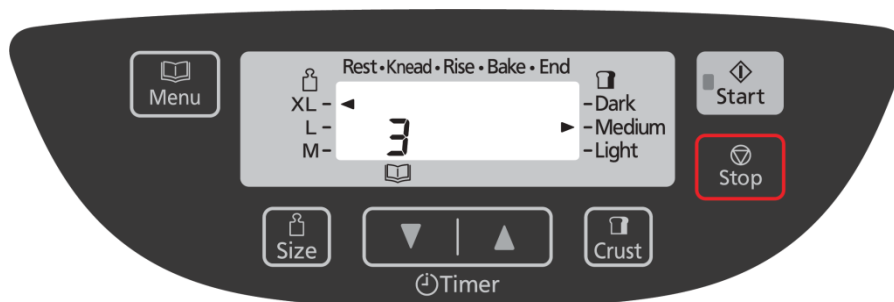 Menu
Rest•Knead•Rise•Bake•End
XL
L
M
3
Dark
Medium
Light
Start
Stop
Size
Timer
Crust